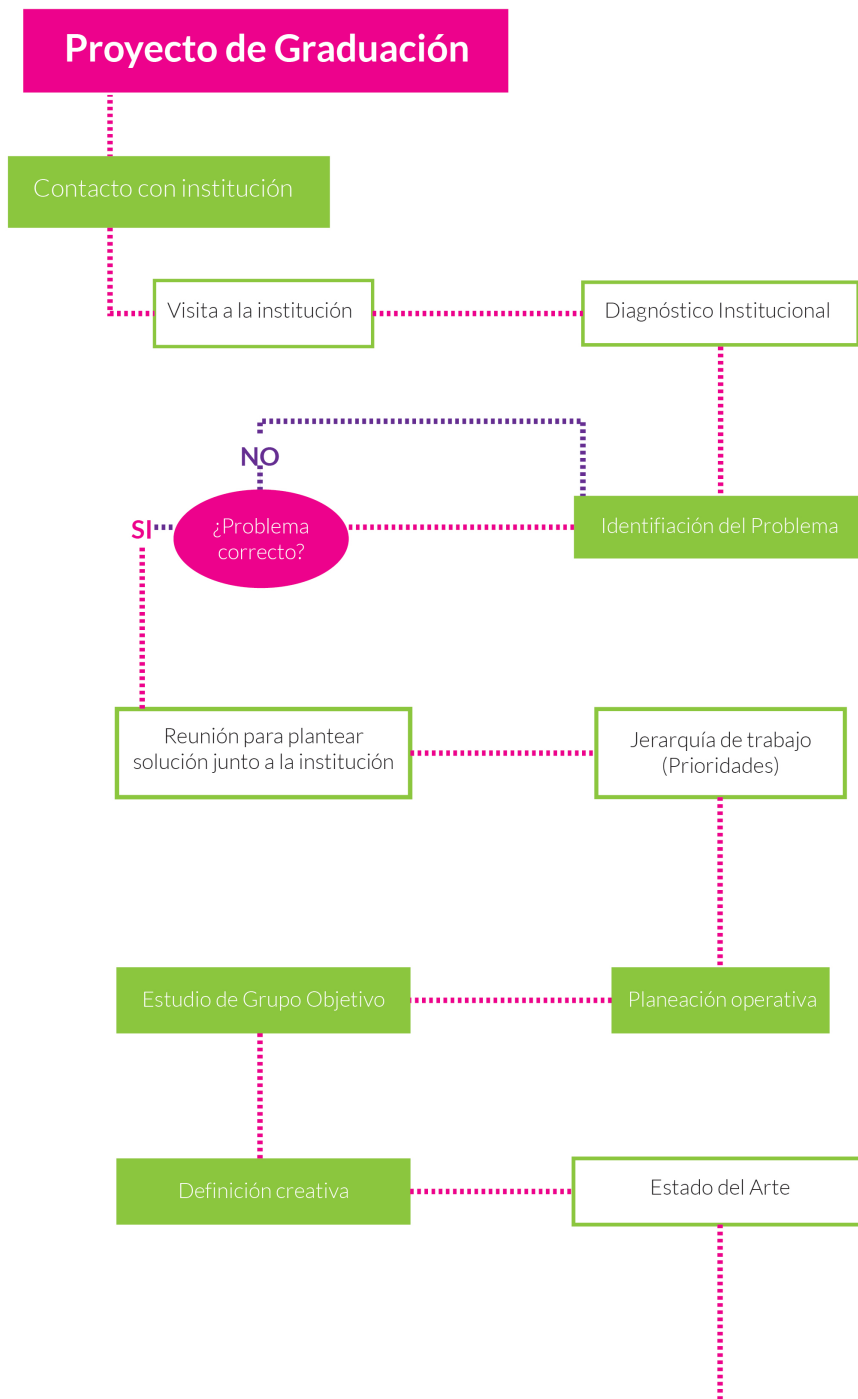 Proyecto de Graduación
Contacto con institución
Visita a la institución
Diagnóstico Institucional
NO
SI
¿Problema
correcto?
Identifiación del Problema
Reunión para plantear
solución junto a la institución
Jerarquía de trabajo
(Prioridades)
Estudio de Grupo Objetivo
Planeación operativa
Definición creativa
Estado del Arte